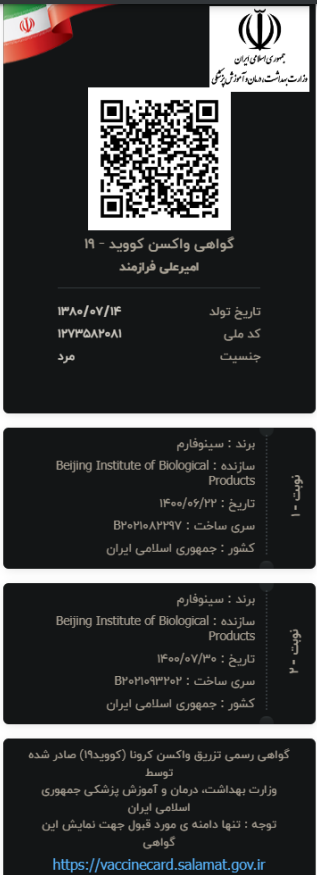 جمهوری اسلامی ایران
وزارت بهداشت، درمان و آموزش پزشکی
گواهی واکسن کووید - ۱۹
امیرعلی فرازمند
تاریخ تولد ۱۳۸۰/۰۷/۱۴
کد ملی ۱۲۷۳۵۸۲۰۸۱
جنسیت مرد
نوبت - ۱
برند : سینوفارم
سازنده : Beijing Institute of Biological
Products
تاریخ : ۱۴۰۰/۰۶/۲۲
سری ساخت : B۲۰۲۱۰۸۲۲۹۷
کشور : جمهوری اسلامی ایران
نوبت - ۲
برند : سینوفارم
سازنده : Beijing Institute of Biological
Products
تاریخ : ۱۴۰۰/۰۷/۳۰
سری ساخت : B۲۰۲۱۰۹۳۲۰۲
کشور : جمهوری اسلامی ایران
گواهی رسمی تزریق واکسن کرونا (کووید۱۹) صادر شده
توسط
وزارت بهداشت، درمان و آموزش پزشکی جمهوری
اسلامی ایران
توجه : تنها دامنه ی مورد قبول جهت نمایش این
گواهی
https://vaccinecard.salamat.gov.ir